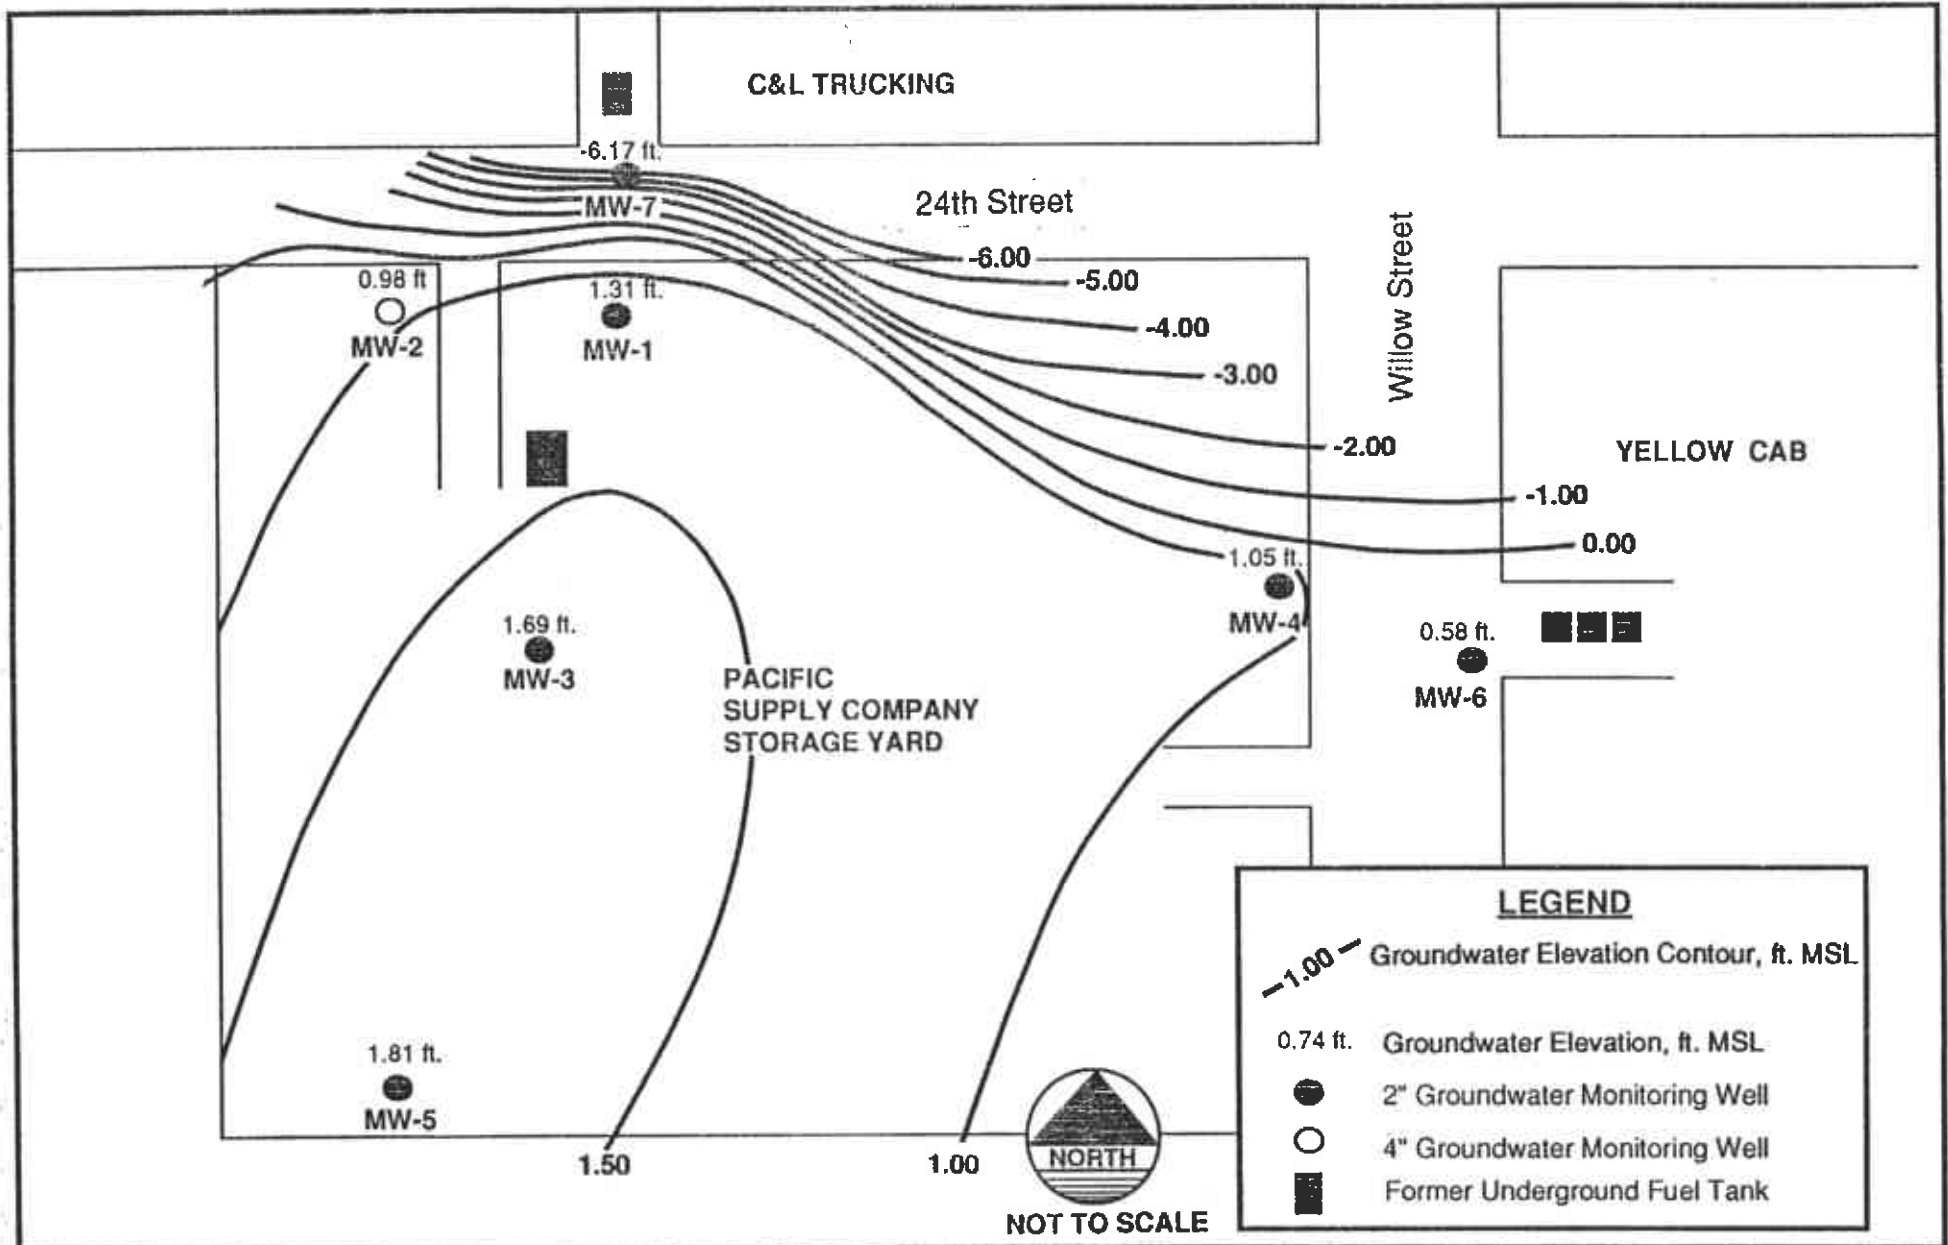 C&L TRUCKING
-6.17 ft.
MW-7
24th Street
Willow Street
-6.00
-5.00
-4.00
-3.00
-2.00
-1.00
0.00
0.98 ft
MW-2
1.31 ft.
MW-1
YELLOW CAB
1.05 ft.
MW-4
0.58 ft.
MW-6
1.69 ft.
MW-3
PACIFIC
SUPPLY COMPANY
STORAGE YARD
1.81 ft.
MW-5
1.50
1.00
NORTH
NOT TO SCALE
LEGEND
-1.00 Groundwater Elevation Contour, ft. MSL
0.74 ft. Groundwater Elevation, ft. MSL
2" Groundwater Monitoring Well
4" Groundwater Monitoring Well
Former Underground Fuel Tank